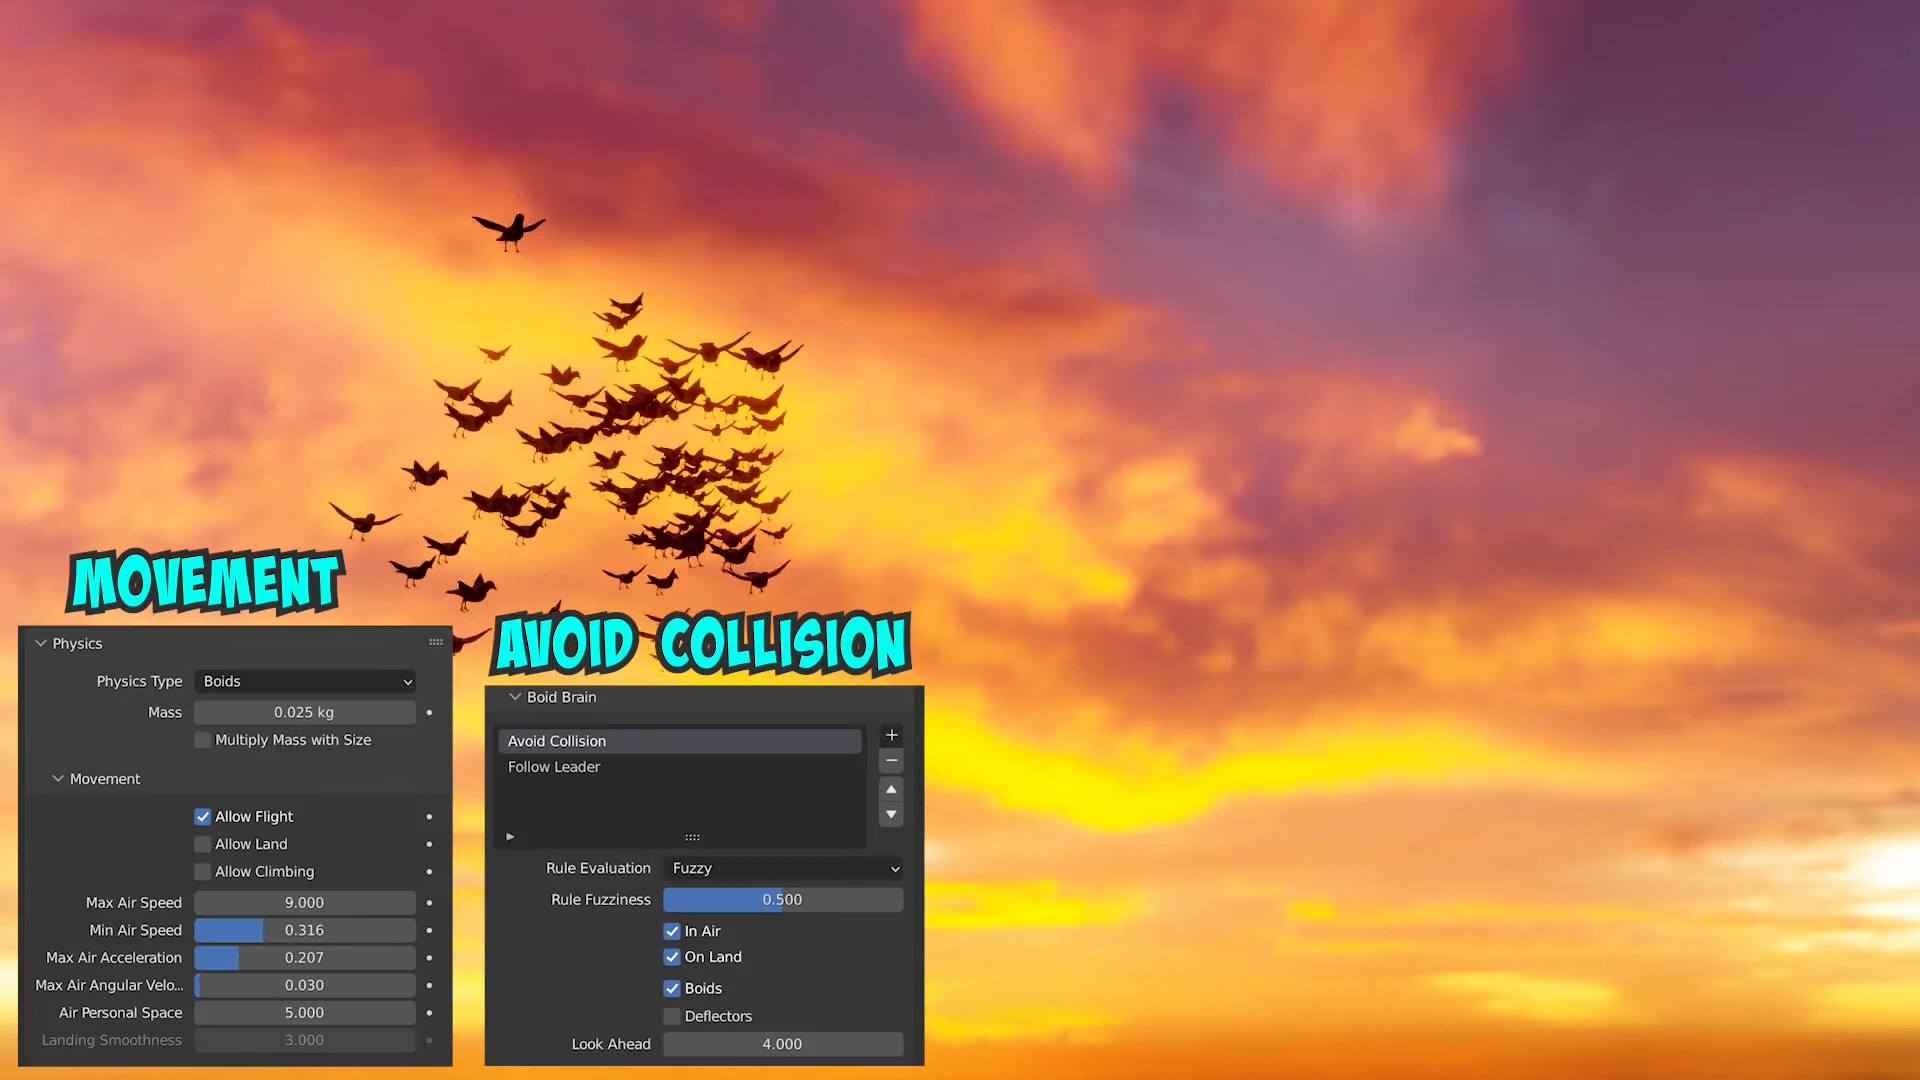 MOVEMENT
Physics
Physics Type Boids
Mass 0.025 kg
Multiply Mass with Size
Movement
Allow Flight
Allow Land
Allow Climbing
Max Air Speed 9.000
Min Air Speed 0.316
Max Air Acceleration 0.207
Max Air Angular Velo... 0.030
Air Personal Space 5.000
Landing Smoothness 3.000
AVOID COLLISION
Boid Brain
Avoid Collision
Follow Leader
Rule Evaluation Fuzzy
Rule Fuzziness 0.500
In Air
On Land
Boids
Deflectors
Look Ahead 4.000